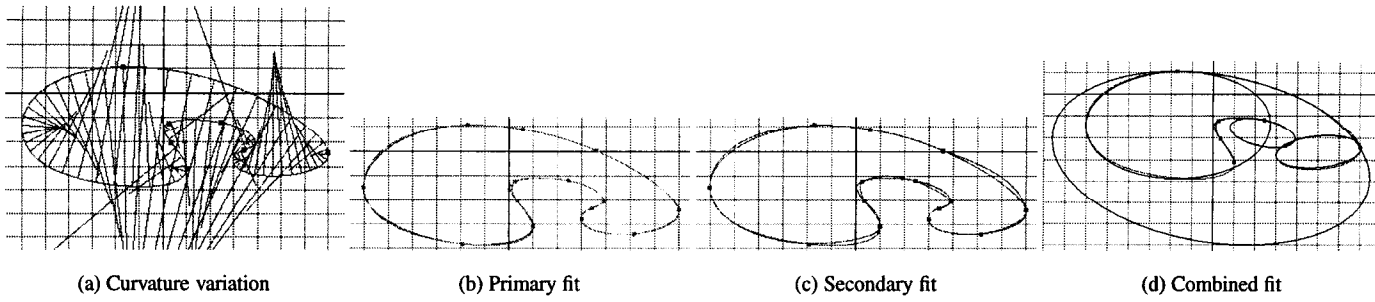 (a) Curvature variation
(b) Primary fit
(c) Secondary fit
(d) Combined fit